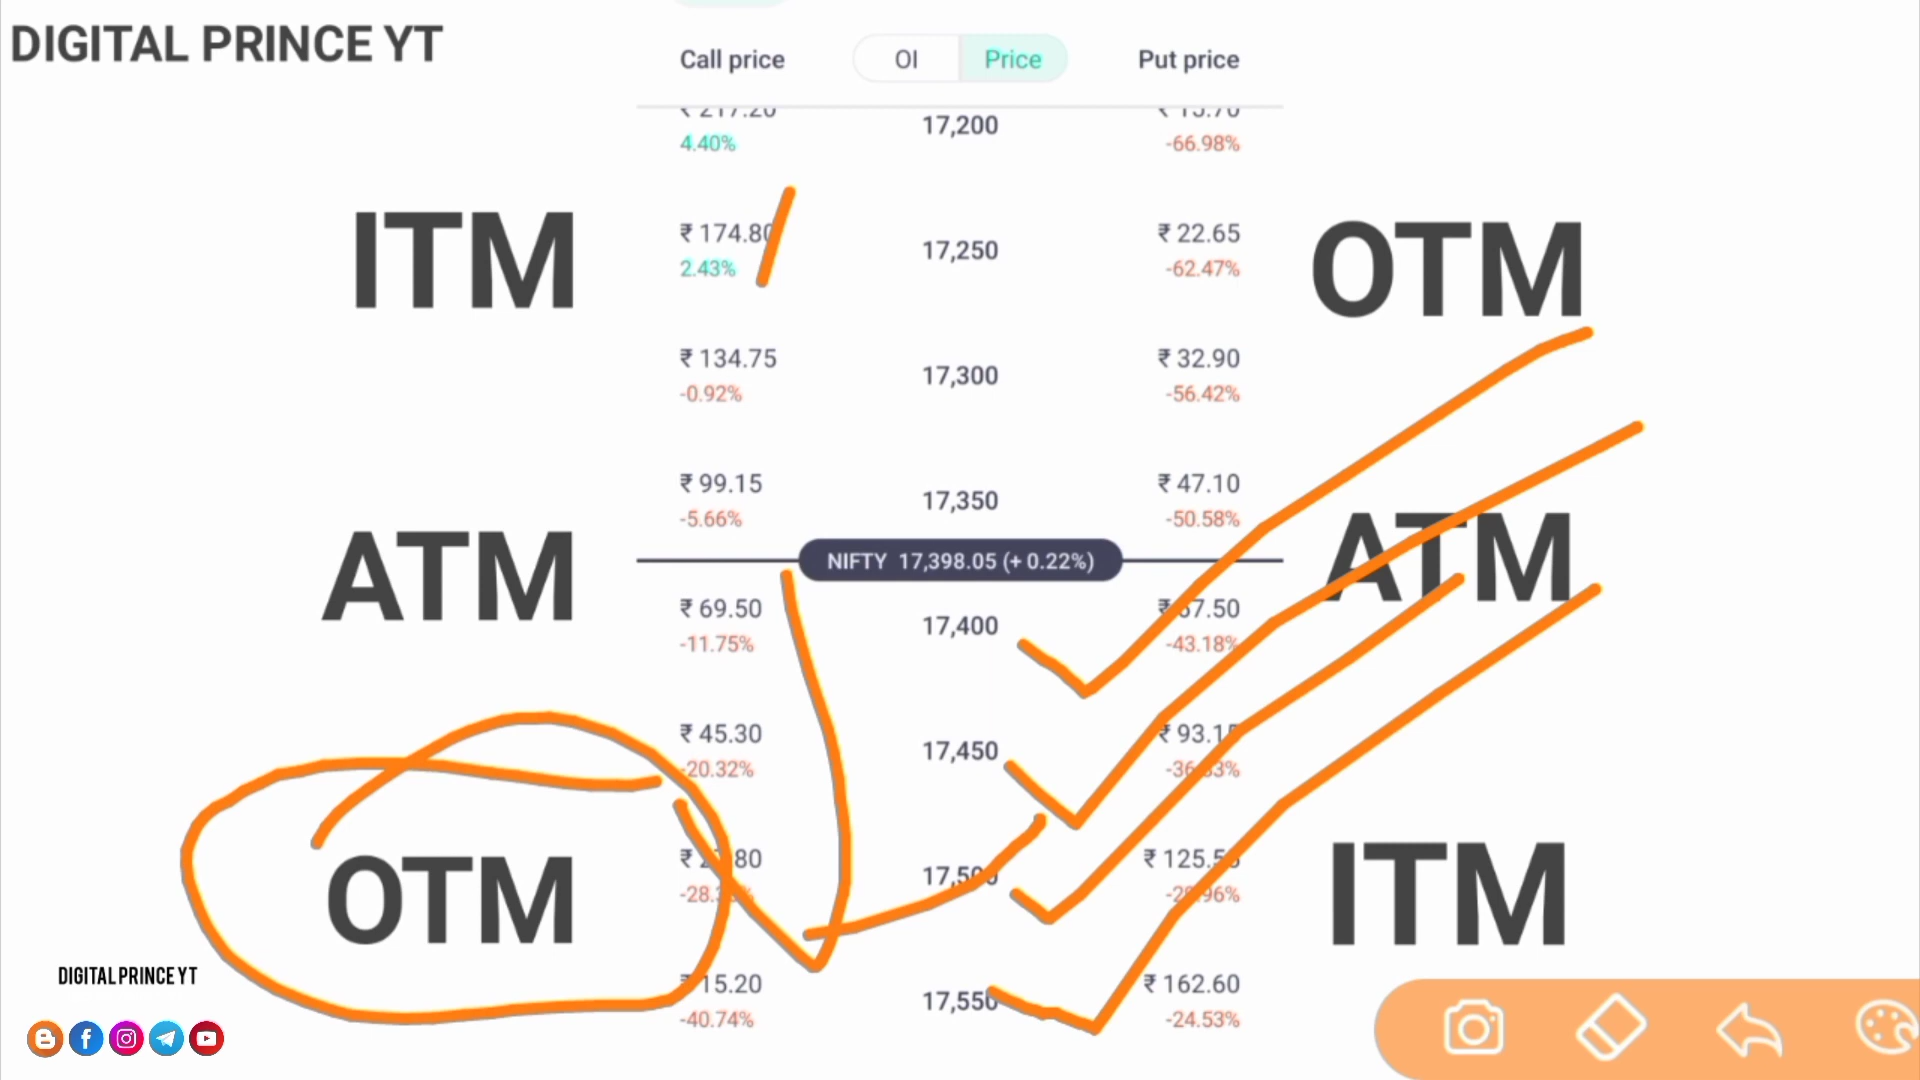 DIGITAL PRINCE YT
Call price OI Price Put price
17,200
4.40% -66.98%
ITM
OTM
₹ 174.80 17,250 ₹ 22.65
2.43% -62.47%
₹ 134.75 17,300 ₹ 32.90
-0.92% -56.42%
₹ 99.15 17,350 ₹ 47.10
-5.66% -50.58%
ATM
NIFTY 17,398.05 (+ 0.22%)
ATM
₹ 69.50 17,400
-11.75% -43.18%
₹ 45.30 17,450
-20.32%
OTM
17,500
ITM
DIGITAL PRINCE YT
₹ 15.20 17,550 ₹ 162.60
-40.74% -24.53%